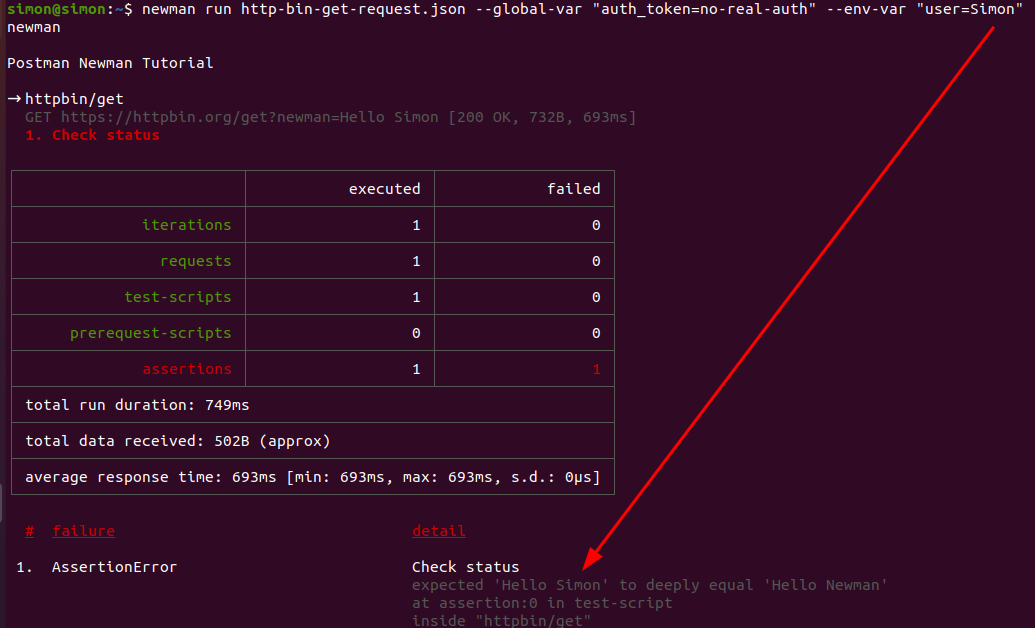 simon@simon:~$ newman run http-bin-get-request.json --global-var "auth_token=no-real-auth" --env-var "user=Simon"
newman
Postman Newman Tutorial
→ httpbin/get
GET https://httpbin.org/get?newman=Hello Simon [200 OK, 732B, 693ms]
1. Check status
executed failed
iterations 1 0
requests 1 0
test-scripts 1 0
prerequest-scripts 0 0
assertions 1 1
total run duration: 749ms
total data received: 502B (approx)
average response time: 693ms [min: 693ms, max: 693ms, s.d.: 0µs]
# failure detail
1. AssertionError Check status
expected 'Hello Simon' to deeply equal 'Hello Newman'
at assertion:0 in test-script
inside "httpbin/get"